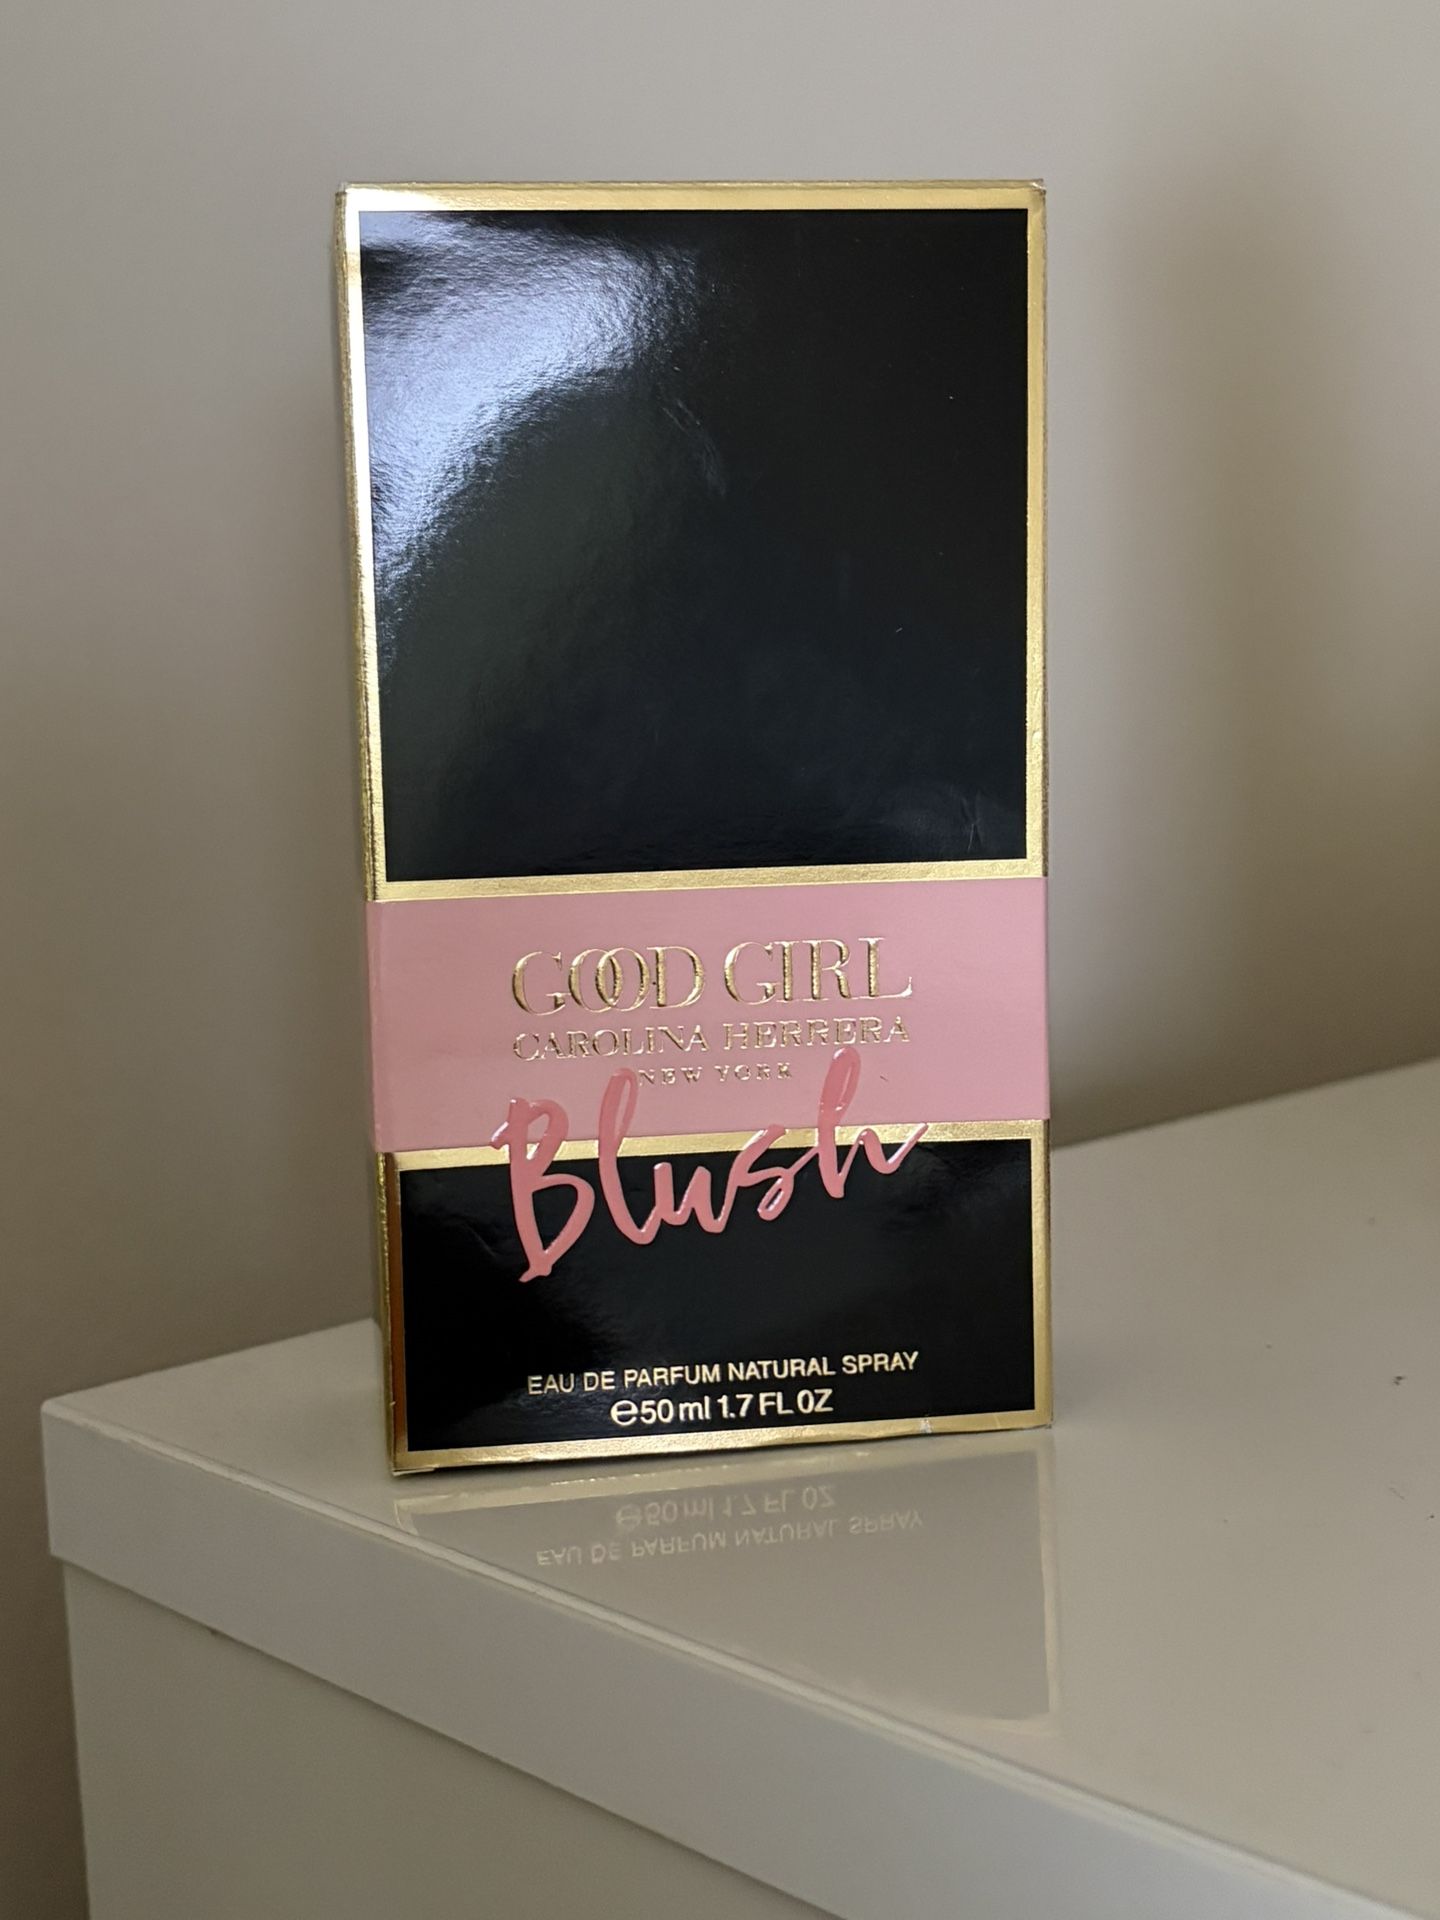 GOOD GIRL
CAROLINA HERRERA
NEW YORK
Blush
EAU DE PARFUM NATURAL SPRAY
℮50 ml 1.7 FL OZ